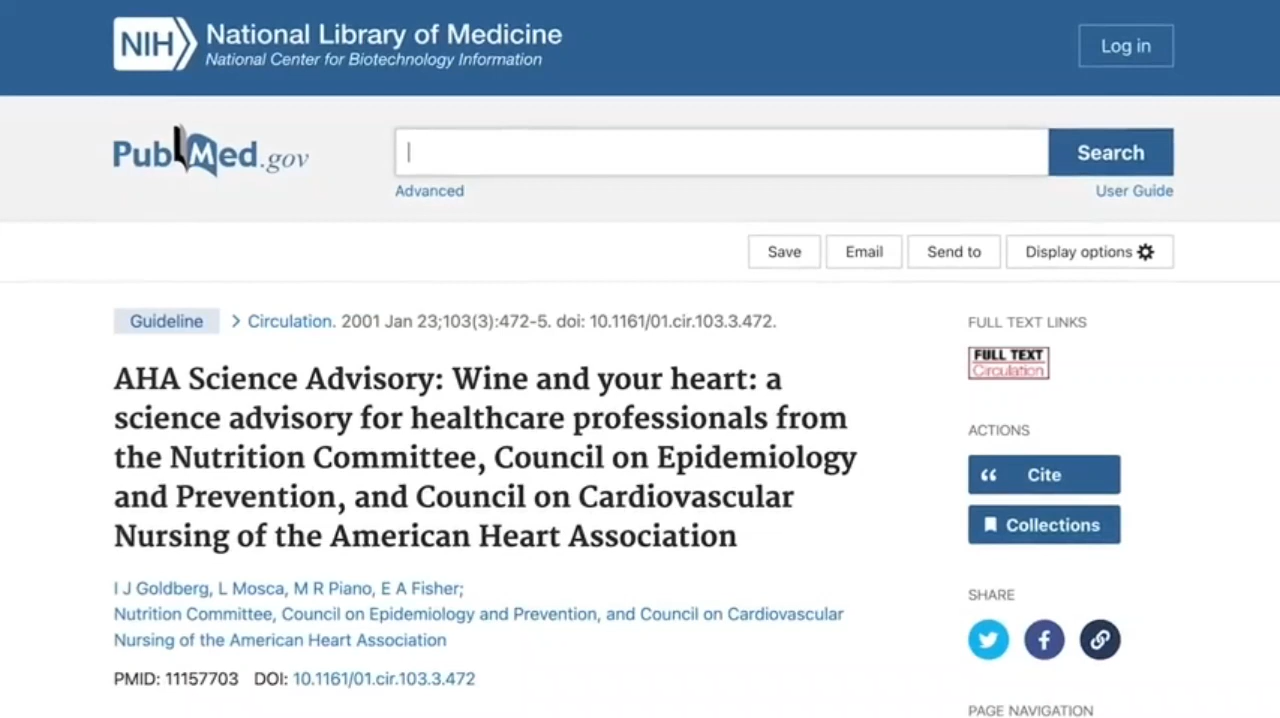 NIH National Library of Medicine
National Center for Biotechnology Information
Log in
PubMed.gov
Search
Advanced
User Guide
Save
Email
Send to
Display options
Guideline
Circulation. 2001 Jan 23;103(3):472-5. doi: 10.1161/01.cir.103.3.472.
AHA Science Advisory: Wine and your heart: a
science advisory for healthcare professionals from
the Nutrition Committee, Council on Epidemiology
and Prevention, and Council on Cardiovascular
Nursing of the American Heart Association
I J Goldberg, L Mosca, M R Piano, E A Fisher;
Nutrition Committee, Council on Epidemiology and Prevention, and Council on Cardiovascular
Nursing of the American Heart Association
PMID: 11157703 DOI: 10.1161/01.cir.103.3.472
FULL TEXT LINKS
FULL TEXT
Circulation
ACTIONS
Cite
Collections
SHARE
PAGE NAVIGATION